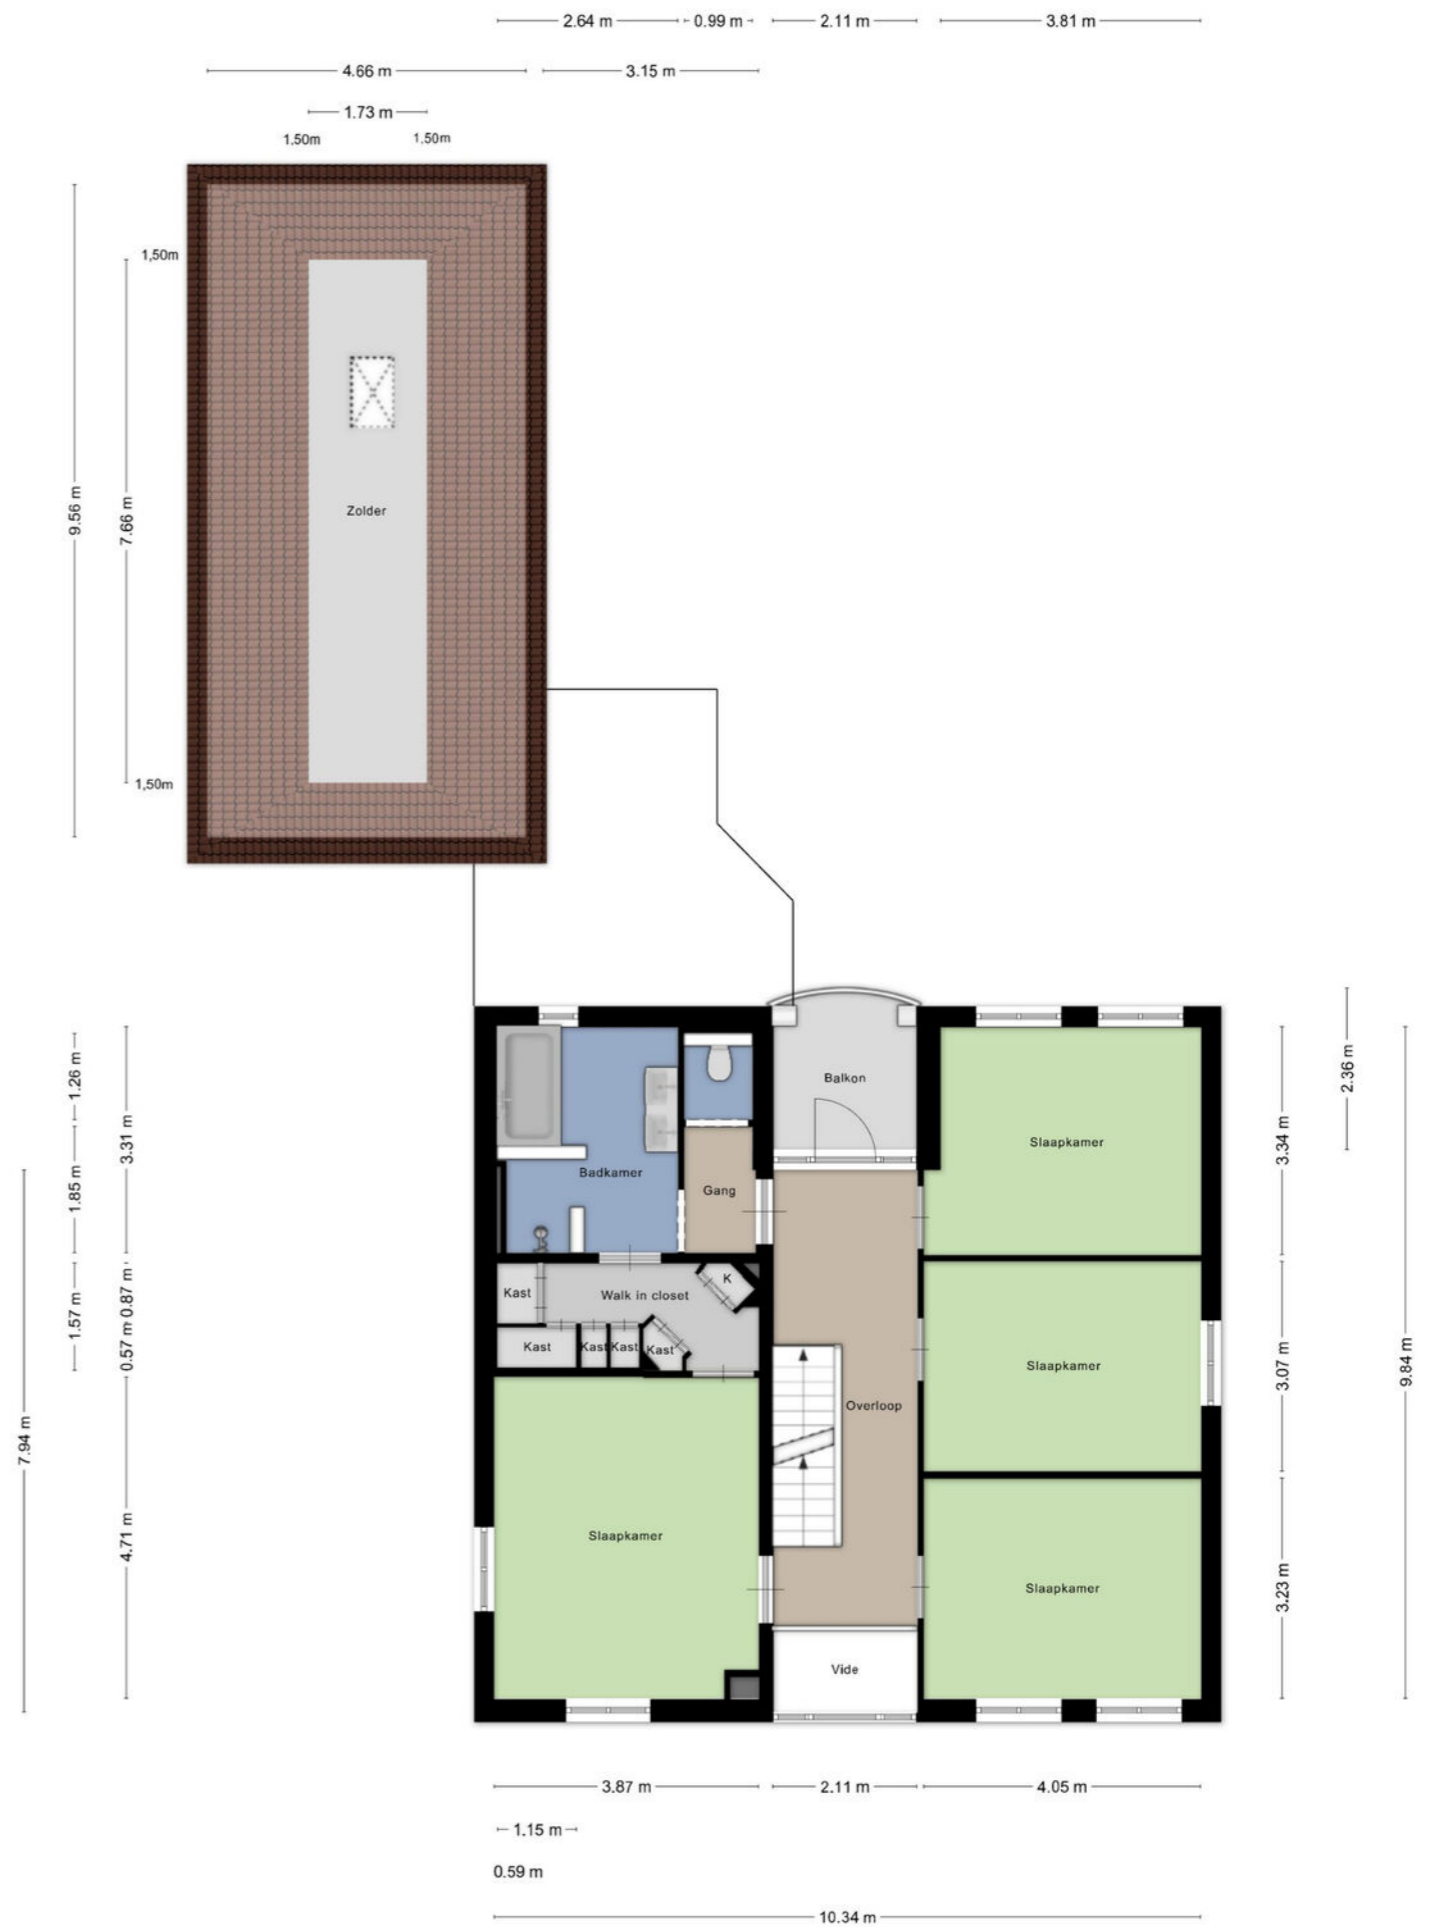 2.64 m 0.99 m 2.11 m 3.81 m
4.66 m 3.15 m
1.73 m
1,50m 1,50m
1,50m
9.56 m
7.66 m
Zolder
1,50m
2.36 m
1.26 m
3.31 m
Balkon
Slaapkamer
3.34 m
Badkamer
1.85 m
Gang
Kast
Walk in closet
K
0.87 m
1.57 m
0.57 m
Kast
Kast
Kast
Kast
Slaapkamer
3.07 m
9.84 m
Overloop
7.94 m
4.71 m
Slaapkamer
Slaapkamer
3.23 m
Vide
3.87 m 2.11 m 4.05 m
1.15 m
0.59 m
10.34 m